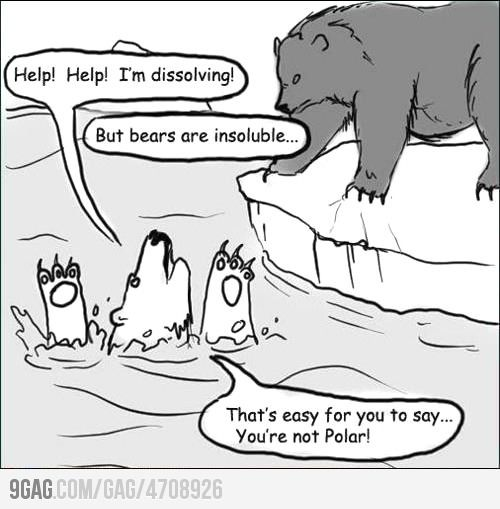 Help!  Help!  I'm dissolving!
But bears are insoluble...
That's easy for you to say...
You're not Polar!
9GAG.COM/GAG/4708926